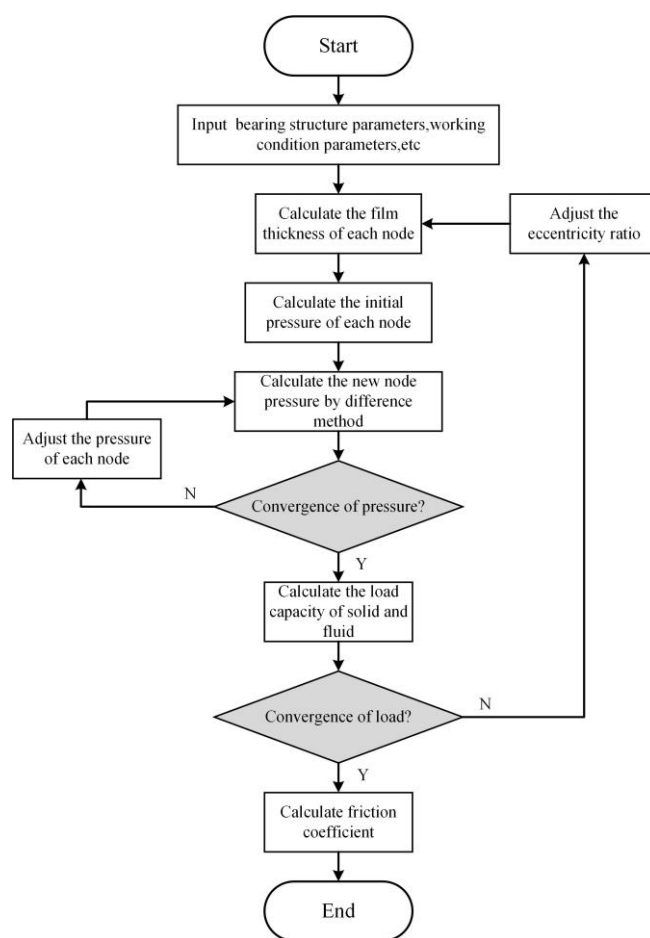 Start
Input bearing structure parameters,working
condition parameters,etc
Calculate the film
thickness of each node
Adjust the
eccentricity ratio
Calculate the initial
pressure of each node
Calculate the new node
pressure by difference
method
Adjust the pressure
of each node
N
Convergence of pressure?
Y
Calculate the load
capacity of solid and
fluid
Convergence of load?
N
Y
Calculate friction
coefficient
End